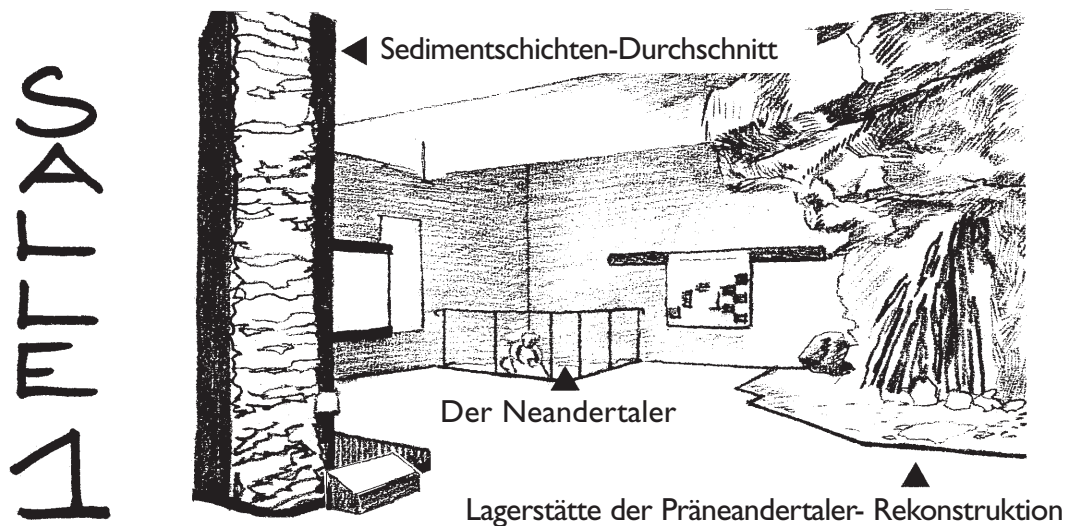 SALLE 1
Sedimentschichten-Durchschnitt
Der Neandertaler
Lagerstätte der Präneandertaler- Rekonstruktion